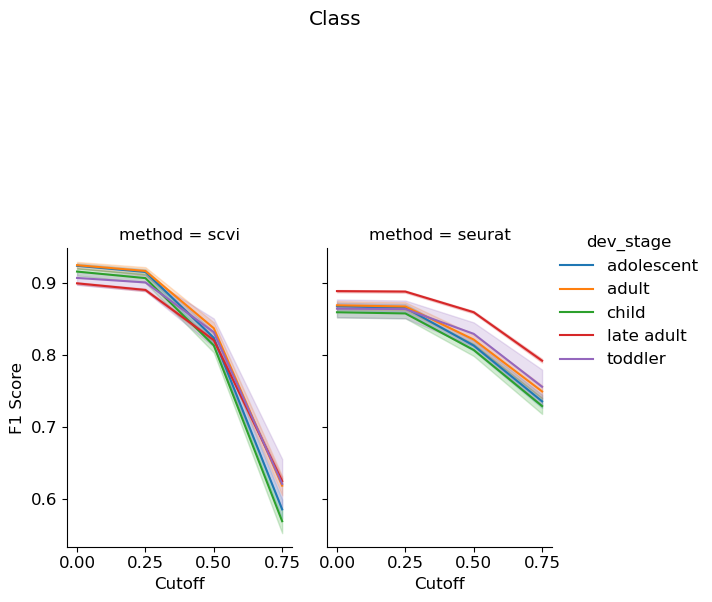 Class
method = scvi
method = seurat
dev_stage
adolescent
adult
child
late adult
toddler
F1 Score
0.9
0.8
0.7
0.6
0.00 0.25 0.50 0.75
0.00 0.25 0.50 0.75
Cutoff
Cutoff